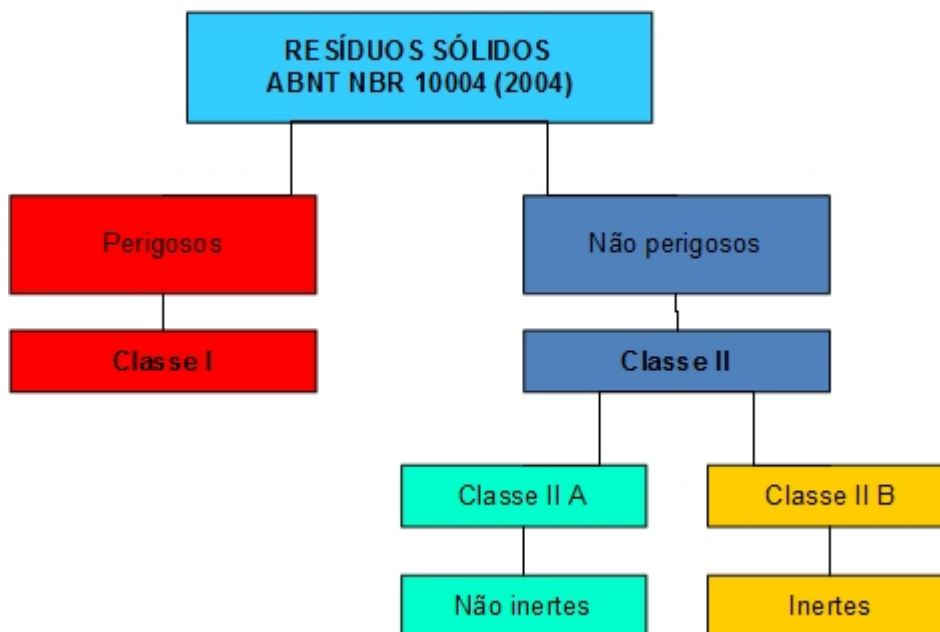 RESÍDUOS SÓLIDOS
ABNT NBR 10004 (2004)
Perigosos
Não perigosos
Classe I
Classe II
Classe II A
Classe II B
Não inertes
Inertes